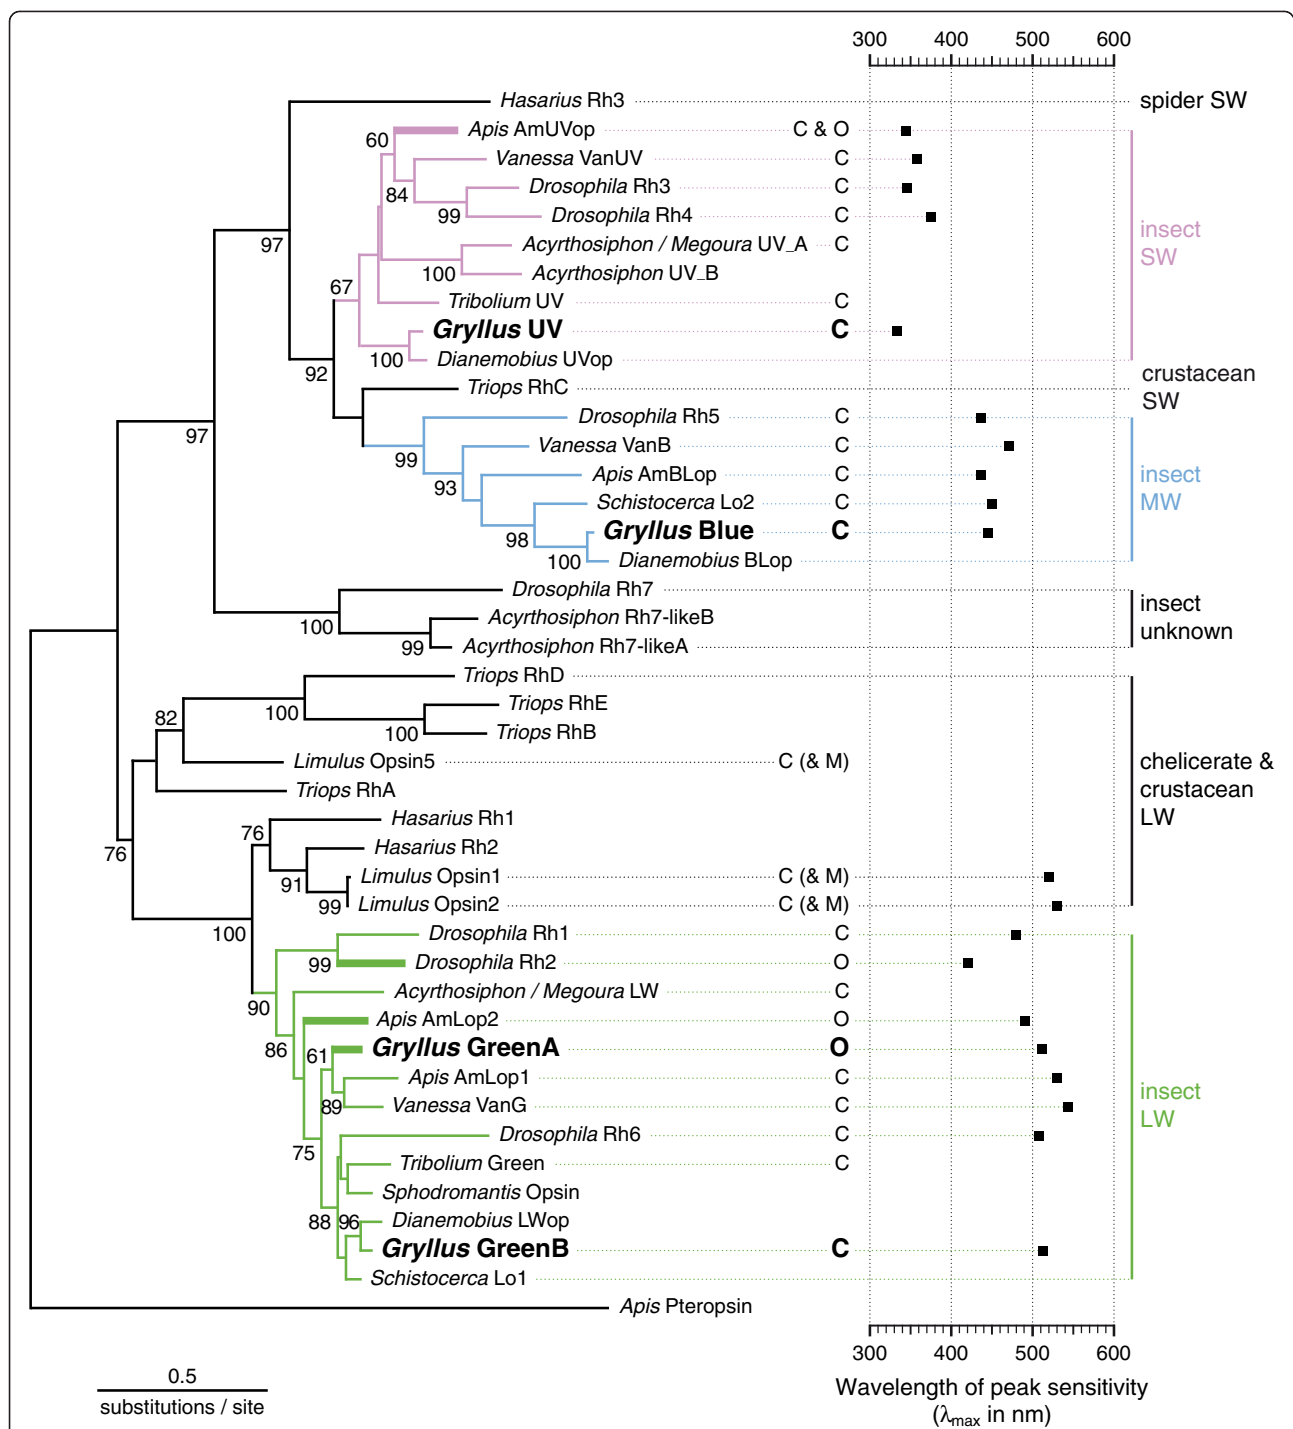 300 400 500 600
Hasarius Rh3 spider SW
60 Apis AmUVop C & O
Vanessa VanUV C
84 Drosophila Rh3 C
99 Drosophila Rh4 C
insect
SW
97 Acyrthosiphon / Megoura UV_A C
100 Acyrthosiphon UV_B
67 Tribolium UV C
Gryllus UV C
100 Dianemobius UVop
92 Triops RhC
crustacean
SW
Drosophila Rh5 C
99 Vanessa VanB C
93 Apis AmBLop C
insect
MW
Schistocerca Lo2 C
98 Gryllus Blue C
100 Dianemobius BLop
97
Drosophila Rh7
100 Acyrthosiphon Rh7-likeB
99 Acyrthosiphon Rh7-likeA
insect
unknown
Triops RhD
100 Triops RhE
100 Triops RhB
82 Limulus Opsin5 C (& M)
Triops RhA
chelicerate &
crustacean
LW
76 Hasarius Rh1
76 Hasarius Rh2
91 Limulus Opsin1 C (& M)
99 Limulus Opsin2 C (& M)
100 Drosophila Rh1 C
99 Drosophila Rh2 O
90 Acyrthosiphon / Megoura LW C
Apis AmLop2 O
86 61 Gryllus GreenA O
Apis AmLop1 C
89 Vanessa VanG C
insect
LW
75 Drosophila Rh6 C
Tribolium Green C
Sphodromantis Opsin
88 96 Dianemobius LWop
Gryllus GreenB C
Schistocerca Lo1
Apis Pteropsin
300 400 500 600
0.5
substitutions / site
Wavelength of peak sensitivity
(λmax in nm)